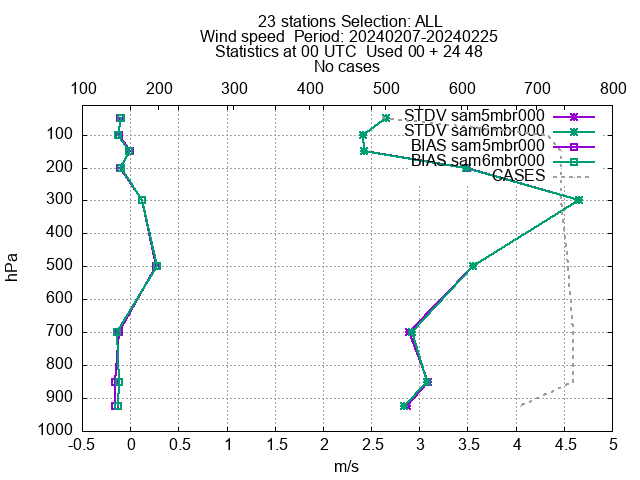 23 stations Selection: ALL
Wind speed  Period: 20240207-20240225
Statistics at 00 UTC  Used 00 + 24 48
No cases
100 200 300 400 500 600 700 800
STDV sam5mbr000
100
STDV sam6mbr000
BIAS sam5mbr000
BIAS sam6mbr000
200
CASES
300
400
hPa
500
600
700
800
900
1000
-0.5 0 0.5 1 1.5 2 2.5 3 3.5 4 4.5 5
m/s